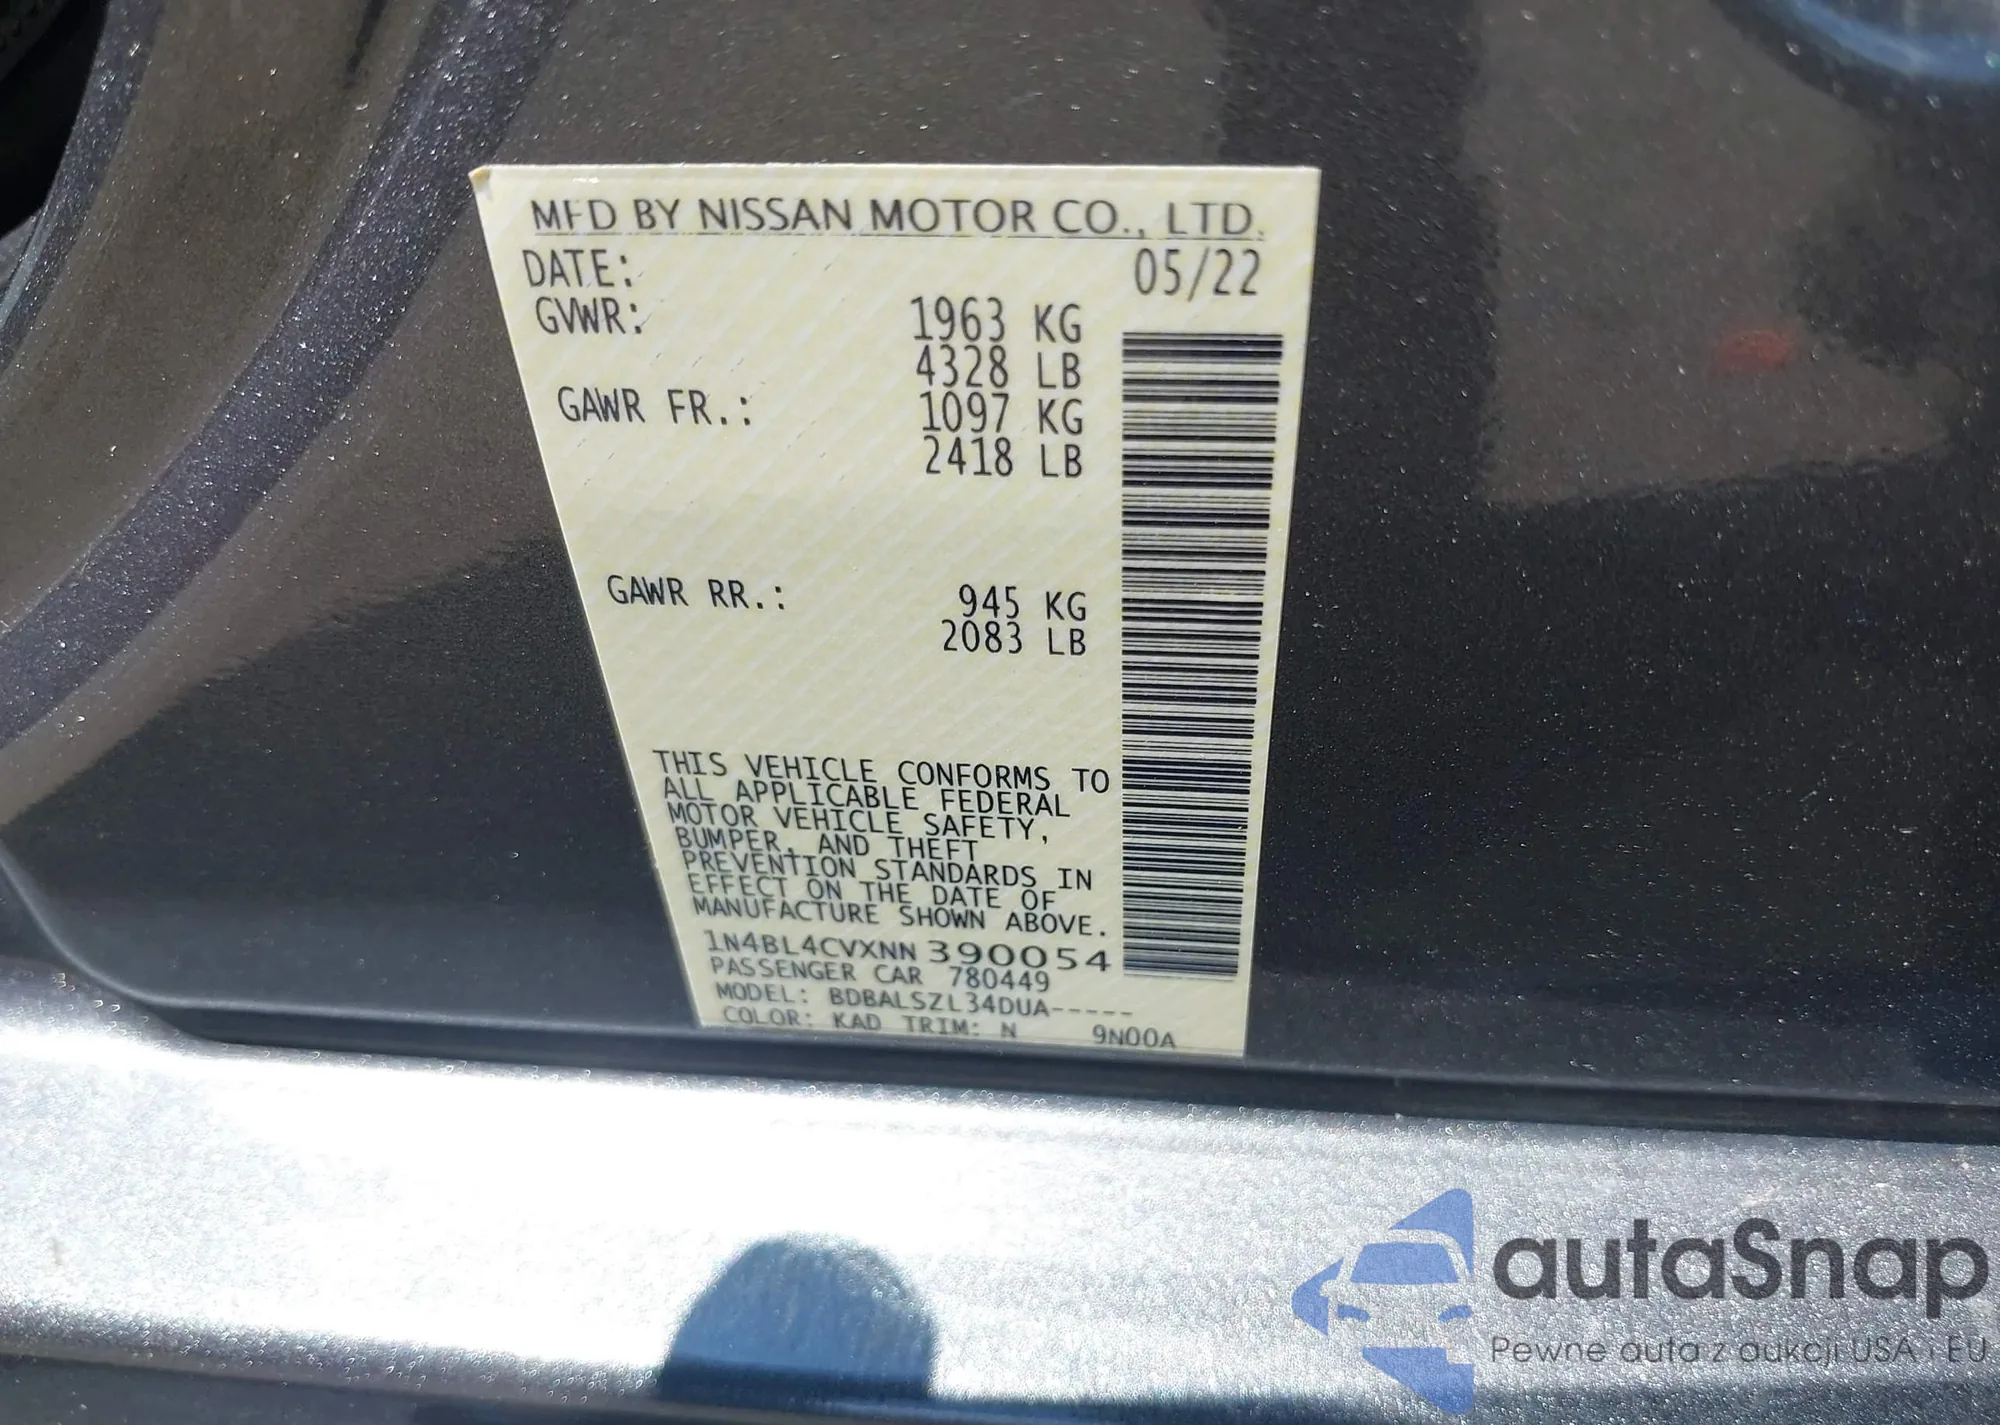 MFD BY NISSAN MOTOR CO., LTD.
DATE: 05/22
GVWR: 1963 KG
4328 LB
GAWR FR.: 1097 KG
2418 LB
GAWR RR.: 945 KG
2083 LB
THIS VEHICLE CONFORMS TO
ALL APPLICABLE FEDERAL
MOTOR VEHICLE SAFETY,
BUMPER, AND THEFT
PREVENTION STANDARDS IN
EFFECT ON THE DATE OF
MANUFACTURE SHOWN ABOVE.
1N4BL4CVXNN390054
PASSENGER CAR 780449
MODEL: BDBALSZL34DUA-----
COLOR: KAD TRIM: N 9N00A
autaSnap
Pewne auta z aukcji USA i EU